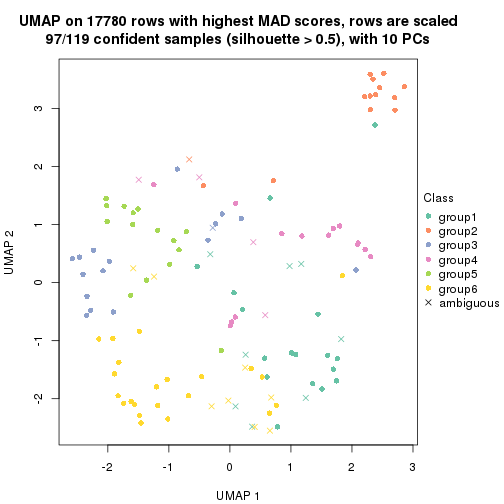 UMAP on 17780 rows with highest MAD scores, rows are scaled
97/119 confident samples (silhouette > 0.5), with 10 PCs
3
2
1
0
-1
-2
UMAP 2
-2 -1 0 1 2 3
UMAP 1
Class
group1
group2
group3
group4
group5
group6
ambiguous